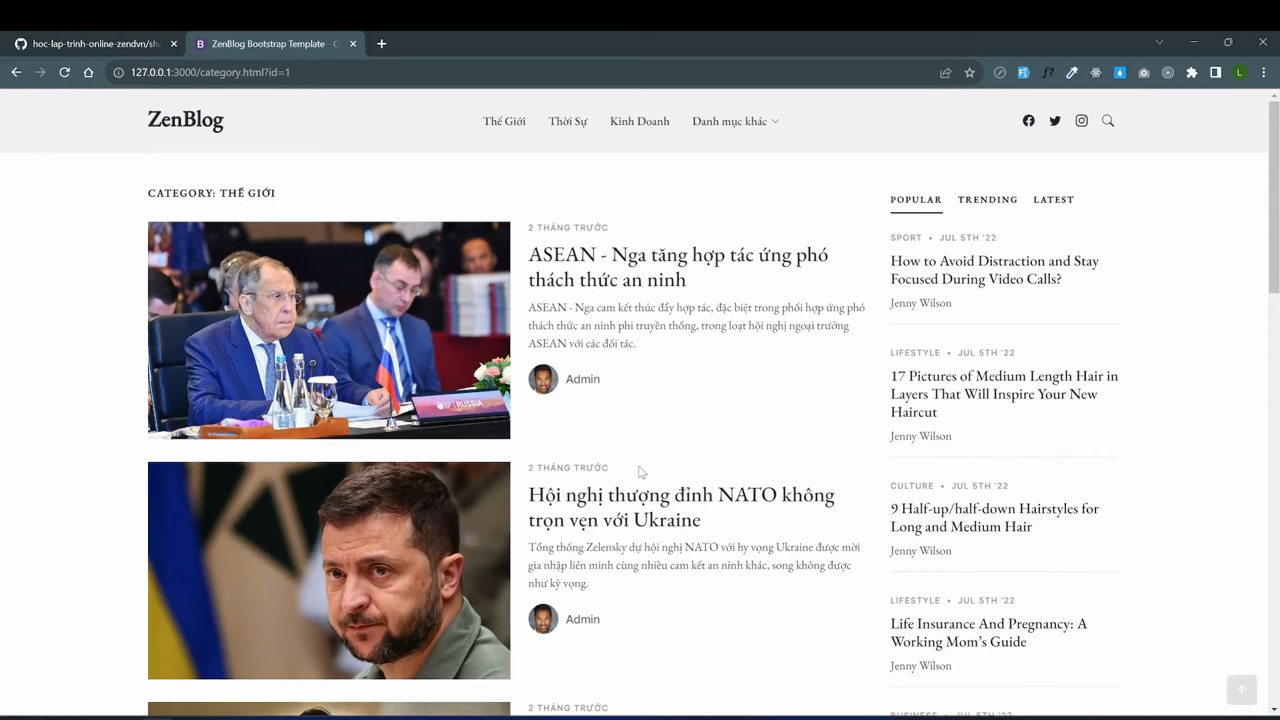 hoc-lap-trinh-online-zendvn/sha
ZenBlog Bootstrap Template - C
127.0.0.1:3000/category.html?id=1
L
ZenBlog
Thế Giới
Thời Sự
Kinh Doanh
Danh mục khác
CATEGORY: THẾ GIỚI
2 THÁNG TRƯỚC
ASEAN - Nga tăng hợp tác ứng phó
thách thức an ninh
ASEAN - Nga cam kết thúc đẩy hợp tác, đặc biệt trong phối hợp ứng phó
thách thức an ninh phi truyền thống, trong loạt hội nghị ngoại trưởng
ASEAN với các đối tác.
Admin
RUSSIA
2 THÁNG TRƯỚC
Hội nghị thượng đỉnh NATO không
trọn vẹn với Ukraine
Tổng thống Zelensky dự hội nghị NATO với hy vọng Ukraine được mời
gia nhập liên minh cùng nhiều cam kết an ninh khác, song không được
như kỳ vọng.
Admin
2 THÁNG TRƯỚC
POPULAR
TRENDING
LATEST
SPORT • JUL 5TH '22
How to Avoid Distraction and Stay
Focused During Video Calls?
Jenny Wilson
LIFESTYLE • JUL 5TH '22
17 Pictures of Medium Length Hair in
Layers That Will Inspire Your New
Haircut
Jenny Wilson
CULTURE • JUL 5TH '22
9 Half-up/half-down Hairstyles for
Long and Medium Hair
Jenny Wilson
LIFESTYLE • JUL 5TH '22
Life Insurance And Pregnancy: A
Working Mom's Guide
Jenny Wilson
BUSINESS • JUL 5TH '22